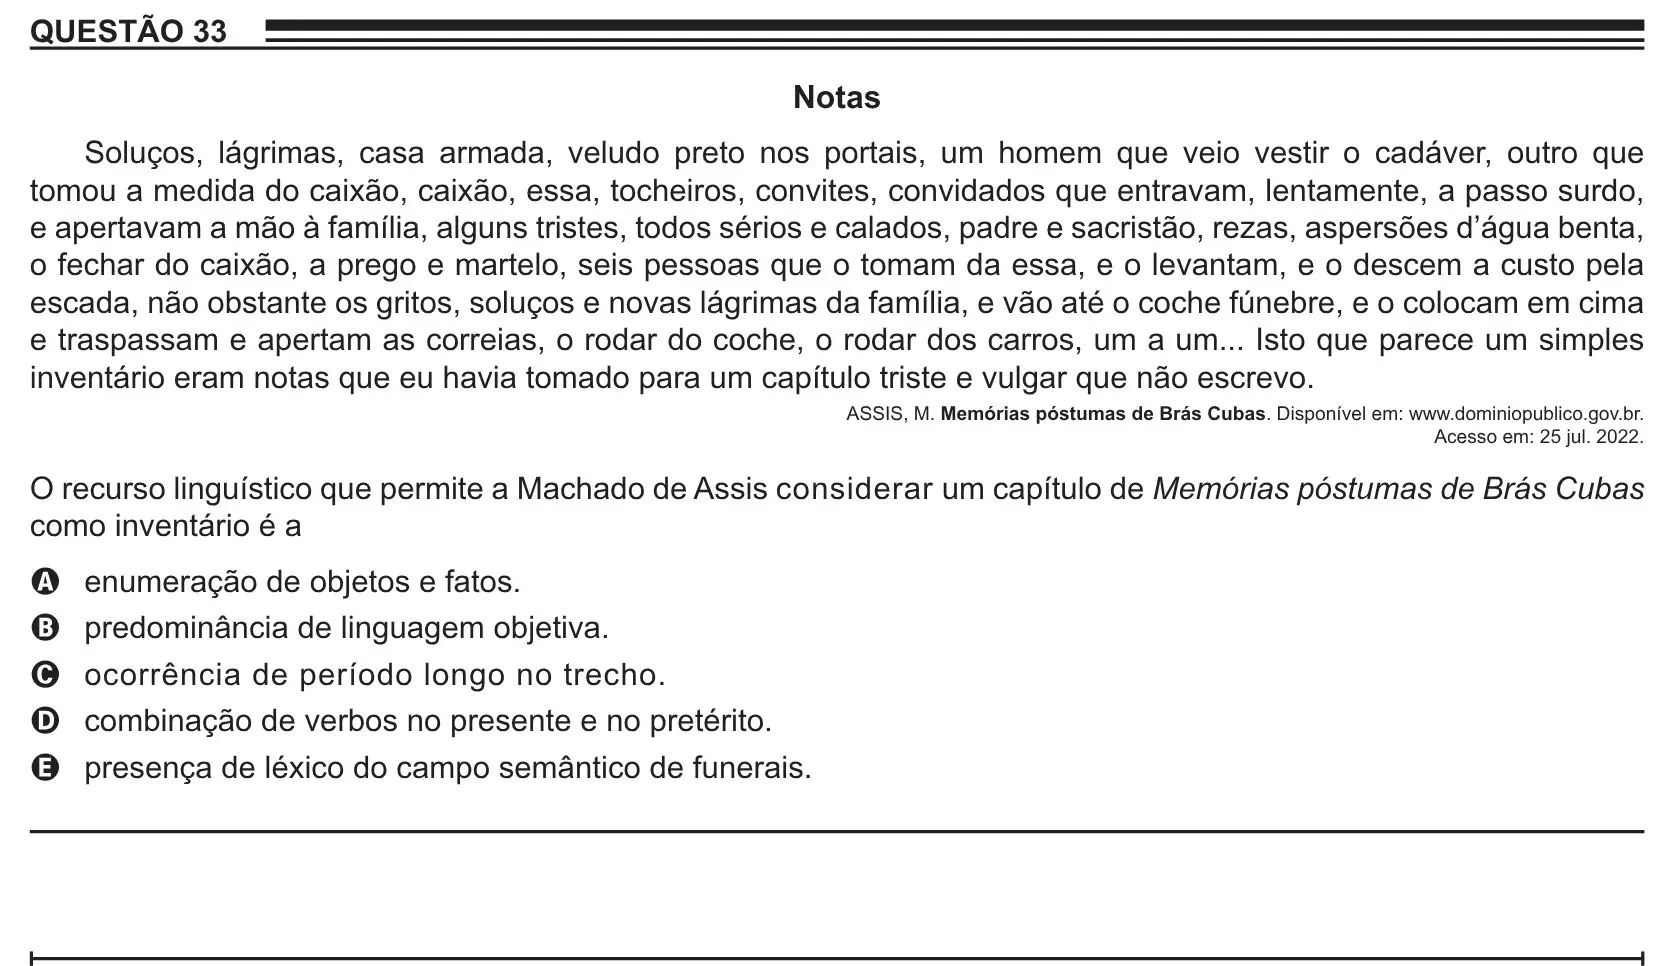 QUESTÃO 33
Notas
Soluços, lágrimas, casa armada, veludo preto nos portais, um homem que veio vestir o cadáver, outro que
tomou a medida do caixão, caixão, essa, tocheiros, convites, convidados que entravam, lentamente, a passo surdo,
e apertavam a mão à família, alguns tristes, todos sérios e calados, padre e sacristão, rezas, aspersões d’água benta,
o fechar do caixão, a prego e martelo, seis pessoas que o tomam da essa, e o levantam, e o descem a custo pela
escada, não obstante os gritos, soluços e novas lágrimas da família, e vão até o coche fúnebre, e o colocam em cima
e traspassam e apertam as correias, o rodar do coche, o rodar dos carros, um a um... Isto que parece um simples
inventário eram notas que eu havia tomado para um capítulo triste e vulgar que não escrevo.
ASSIS, M. Memórias póstumas de Brás Cubas. Disponível em: www.dominiopublico.gov.br.
Acesso em: 25 jul. 2022.
O recurso linguístico que permite a Machado de Assis considerar um capítulo de Memórias póstumas de Brás Cubas
como inventário é a
A enumeração de objetos e fatos.
B predominância de linguagem objetiva.
C ocorrência de período longo no trecho.
D combinação de verbos no presente e no pretérito.
E presença de léxico do campo semântico de funerais.